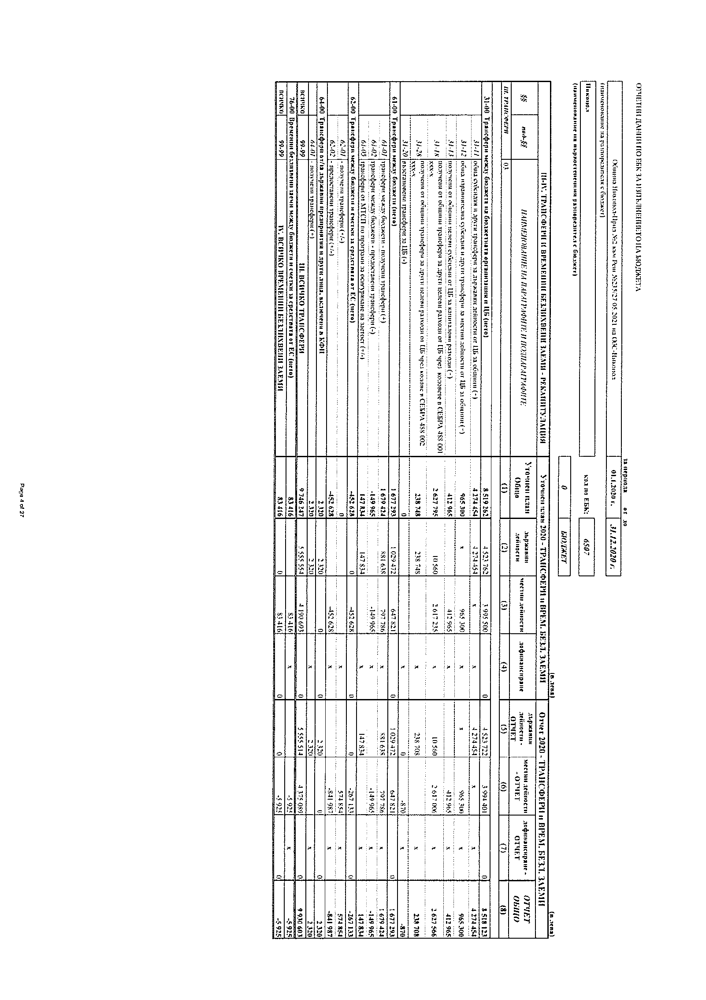 ОТЧЕТНИ ДАННИ ПО ЕБК ЗА ИЗПЪЛНЕНИЕТО НА БЮДЖЕТА
за периода от до
Община Никопол-Прил №2 към Реш №235/27 05 2021 на ОбС-Никопол 01.1.2020 г. 31.12.2020 г.
(наименование на разпоредителя с бюджет)
Никопол код по ЕБК: 6507
(наименование на първостепенния разпоредител с бюджет)
0 БЮДЖЕТ
(в лева) (в лева)
III-IV. ТРАНСФЕРИ И ВРЕМЕННИ БЕЗЛИХВЕНИ ЗАЕМИ - РЕКАПИТУЛАЦИЯ Уточнен план 2020 - ТРАНСФЕРИ и ВРЕМ. БЕЗЛ. ЗАЕМИ Отчет 2020 - ТРАНСФЕРИ и ВРЕМ. БЕЗЛ. ЗАЕМИ
§§ под-§§ НАИМЕНОВАНИЕ НА ПАРАГРАФИТЕ И ПОДПАРАГРАФИТЕ Уточнен план Общо държавни дейности местни дейности дофинансиране държавни дейности - ОТЧЕТ местни дейности - ОТЧЕТ дофинансиране - ОТЧЕТ ОТЧЕТ ОБЩО
III. ТРАНСФЕРИ 03 (1) (2) (3) (4) (5) (6) (7) (8)
31-00 Трансфери между бюджета на бюджетната организация и ЦБ (нето) 8 519 262 4 523 762 3 995 500 0 4 523 722 3 994 401 0 8 518 123
31-11 обща субсидия и други трансфери за държавни дейности от ЦБ за общини (+) 4 274 454 4 274 454 x x 4 274 454 x x 4 274 454
31-12 обща изравнителна субсидия и други трансфери за местни дейности от ЦБ за общини (+) 965 300 x 965 300 x x 965 300 x 965 300
31-13 получени от общини целеви субсидии от ЦБ за капиталови разходи (+) 412 965 412 965 x 412 965 x 412 965
31-18 получени от общини трансфери за други целеви разходи от ЦБ чрез кодовете в СЕБРА 488 001 2 627 795 10 560 2 617 235 x 10 560 2 617 006 x 2 627 566
xxx-x
31-28 получени от общини трансфери за други целеви разходи от ЦБ чрез кодове в СЕБРА 488 002 238 748 238 748 x 238 708 x 238 708
xxx-x
31-20 възстановени трансфери за ЦБ (-) 0 x 0 -870 x -870
61-00 Трансфери между бюджети (нето) 1 677 293 1 029 472 647 821 0 1 029 472 647 821 0 1 677 293
61-01 трансфери между бюджети - получени трансфери (+) 1 679 424 881 638 797 786 x 881 638 797 786 x 1 679 424
61-02 трансфери между бюджети - предоставени трансфери (-) -149 965 -149 965 x -149 965 x -149 965
61-05 трансфери от МТСП по програми за осигуряване на заетост (+/-) 147 834 147 834 x 147 834 x 147 834
62-00 Трансфери между бюджети и сметки за средствата от ЕС (нето) -452 628 0 -452 628 0 0 -267 133 0 -267 133
62-01 - получени трансфери (+/-) 0 x 574 854 x 574 854
62-02 - предоставени трансфери (+/-) -452 628 -452 628 x -841 987 x -841 987
64-00 Трансфери от/за държавни предприятия и други лица, включени в КФП 2 320 2 320 0 0 2 320 0 0 2 320
64-01 - получени трансфери (+) 2 320 2 320 x 2 320 x 2 320
всичко 99-99 III. ВСИЧКО ТРАНСФЕРИ 9 746 247 5 555 554 4 190 693 0 5 555 514 4 375 089 0 9 930 603
76-00 Временни безлихвени заеми между бюджети и сметки за средствата от ЕС (нето) 83 416 83 416 x -5 925 x -5 925
всичко 99-99 IV. ВСИЧКО ВРЕМЕННИ БЕЗЛИХВЕНИ ЗАЕМИ 83 416 0 83 416 0 0 -5 925 0 -5 925
Page 4 of 27